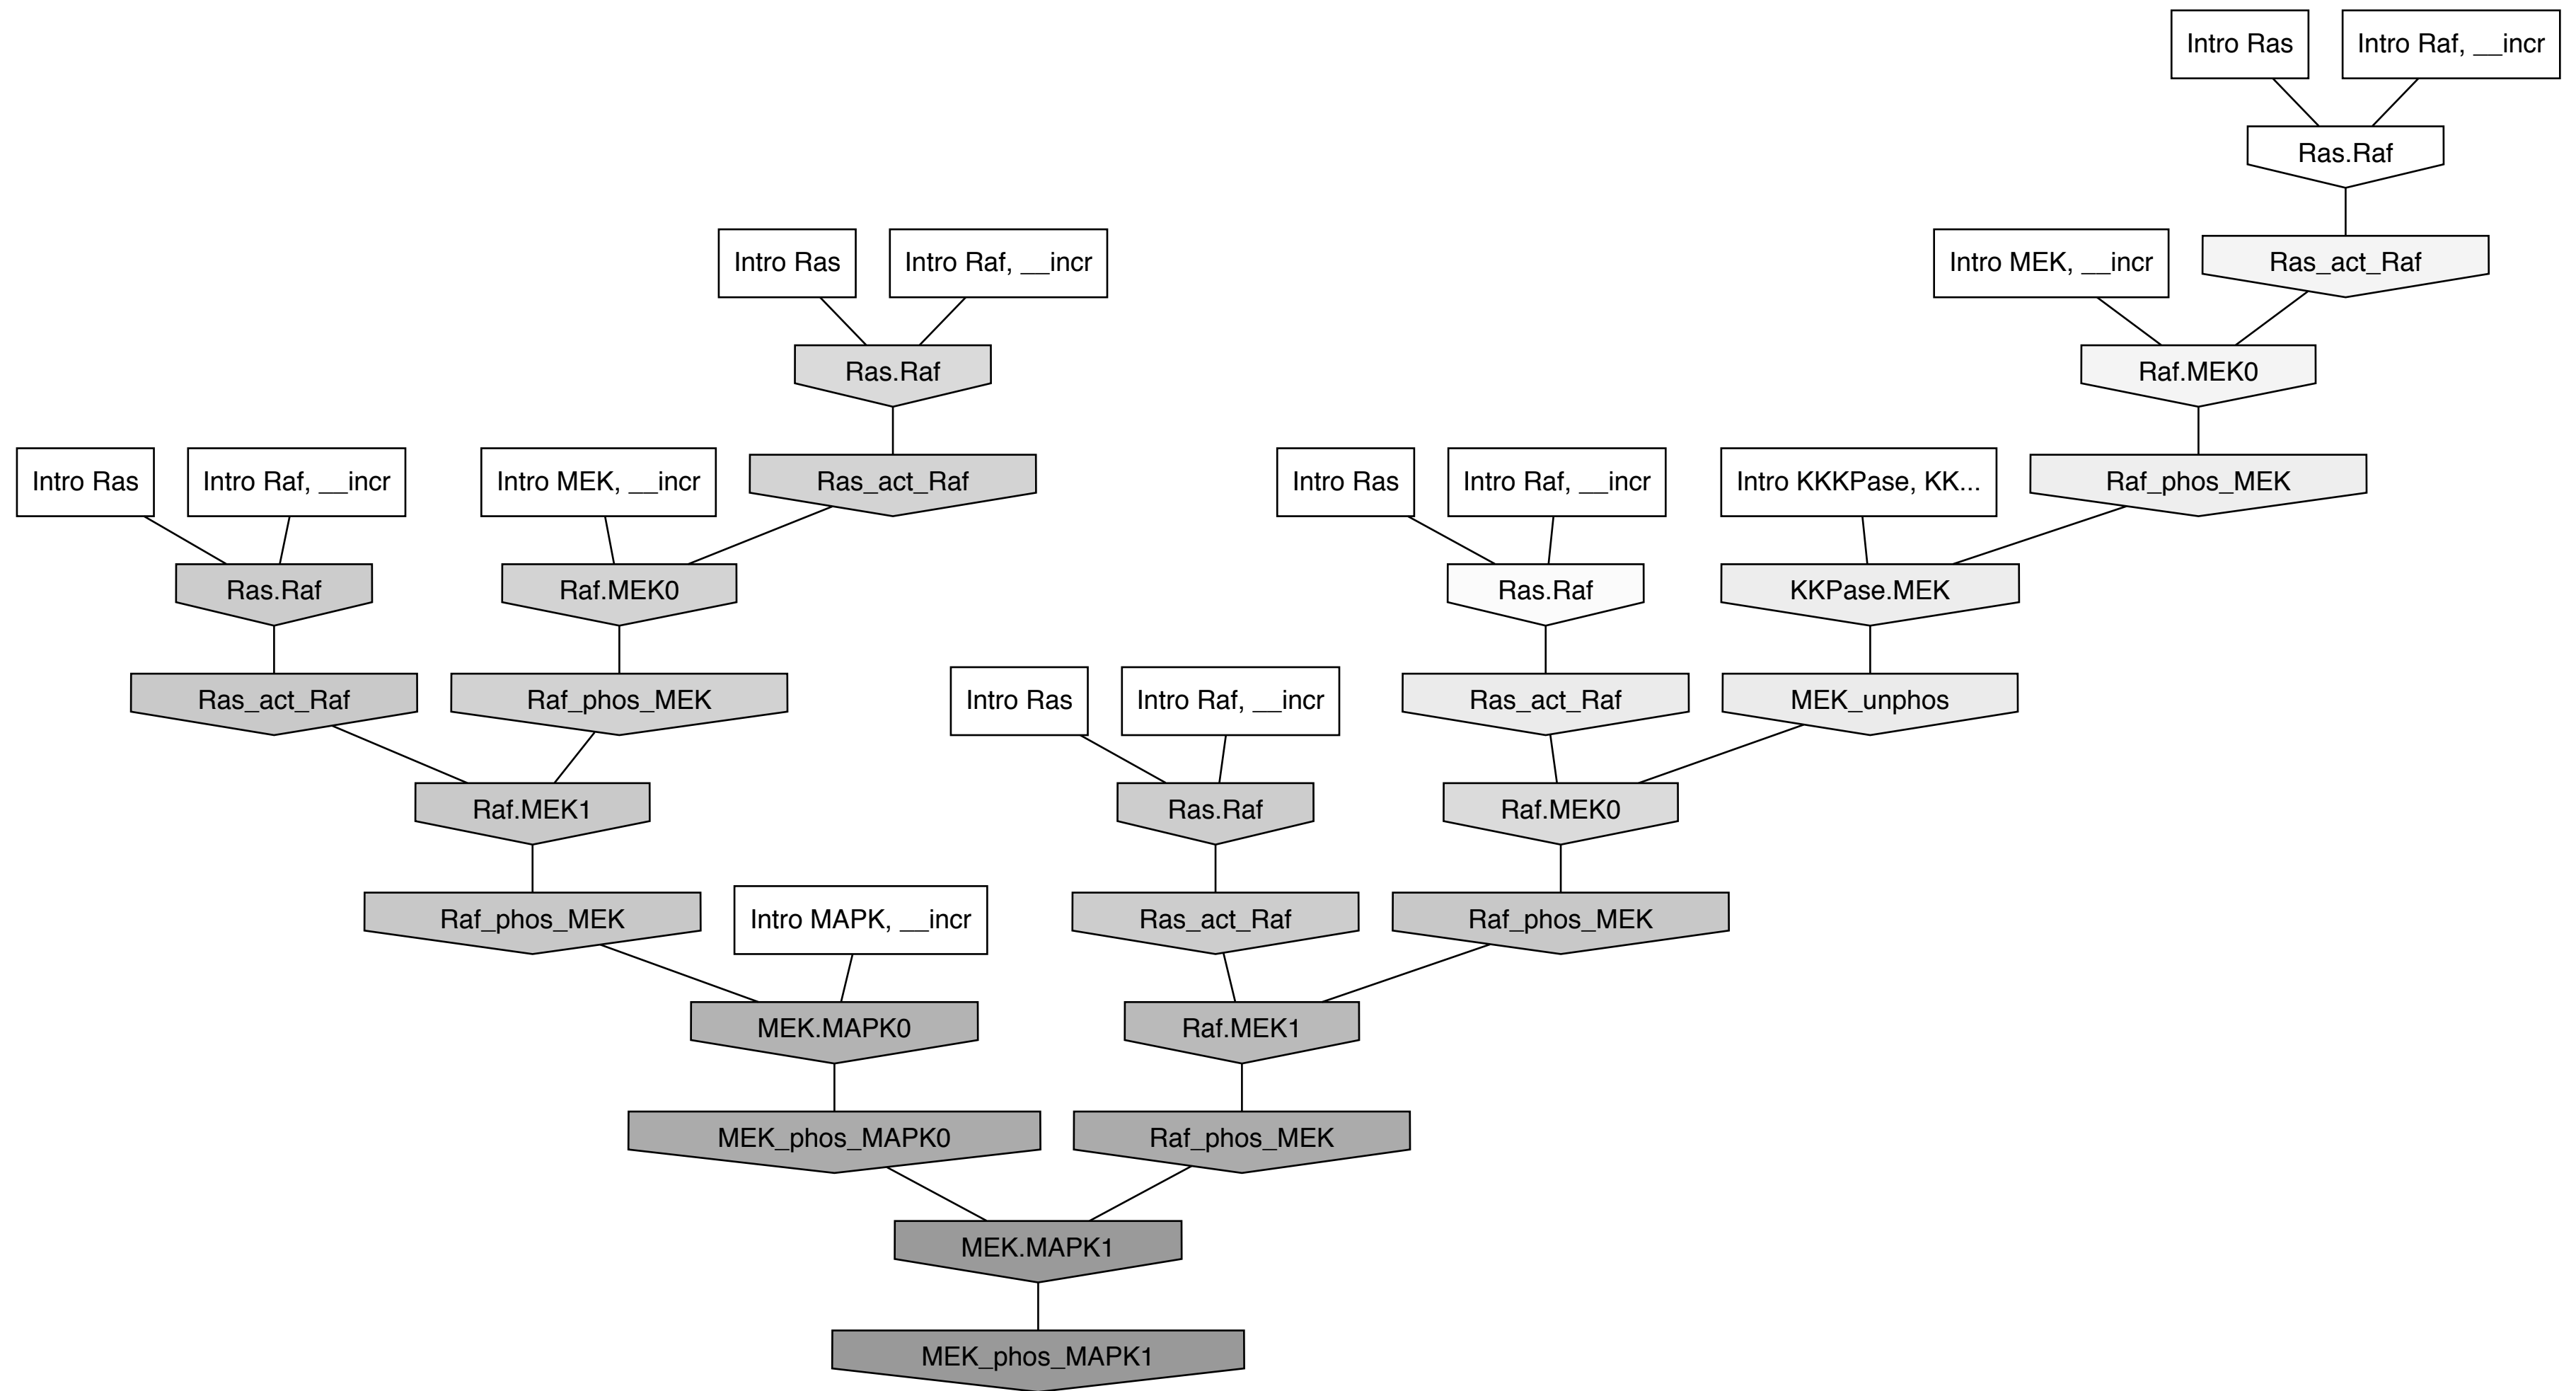 Intro Ras
Intro Raf, __incr
Ras.Raf
Intro Ras
Intro Raf, __incr
Intro MEK, __incr
Ras_act_Raf
Ras.Raf
Raf.MEK0
Intro Ras
Intro Raf, __incr
Intro MEK, __incr
Ras_act_Raf
Intro Ras
Intro Raf, __incr
Intro KKKPase, KK...
Raf_phos_MEK
Ras.Raf
Raf.MEK0
Ras.Raf
KKPase.MEK
Ras_act_Raf
Raf_phos_MEK
Intro Ras
Intro Raf, __incr
Ras_act_Raf
MEK_unphos
Raf.MEK1
Ras.Raf
Raf.MEK0
Raf_phos_MEK
Intro MAPK, __incr
Ras_act_Raf
Raf_phos_MEK
MEK.MAPK0
Raf.MEK1
MEK_phos_MAPK0
Raf_phos_MEK
MEK.MAPK1
MEK_phos_MAPK1